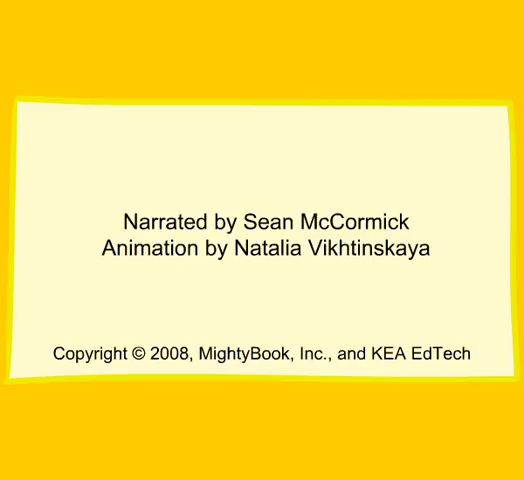 Narrated by Sean McCormick
Animation by Natalia Vikhtinskaya
Copyright © 2008, MightyBook, Inc., and KEA EdTech